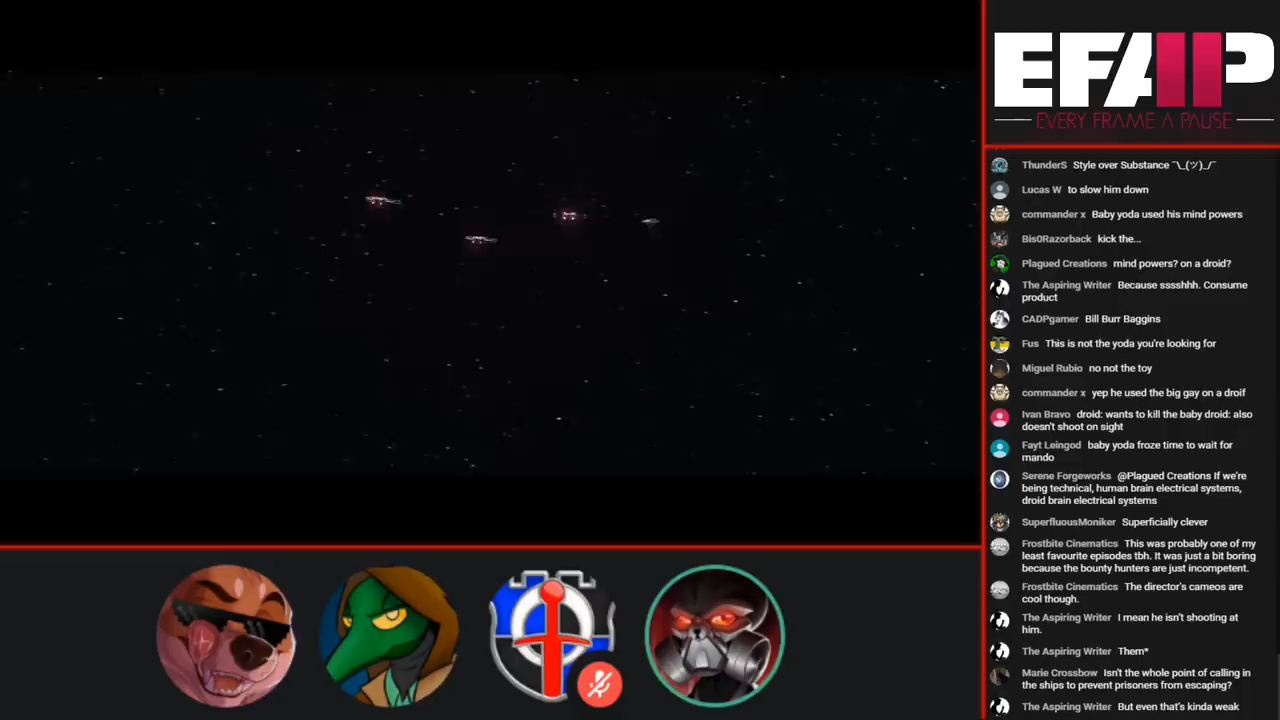 EFAP
EVERY FRAME A PAUSE
ThunderS Style over Substance ¯\_(ツ)_/¯
Lucas W to slow him down
commander x Baby yoda used his mind powers
Bis0Razorback kick the...
Plagued Creations mind powers? on a droid?
The Aspiring Writer Because sssshhh. Consume
product
CADPgamer Bill Burr Baggins
Fus This is not the yoda you're looking for
Miguel Rubio no not the toy
commander x yep he used the big gay on a droif
Ivan Bravo droid: wants to kill the baby droid: also
doesn't shoot on sight
Fayt Leingod baby yoda froze time to wait for
mando
Serene Forgeworks @Plagued Creations If we're
being technical, human brain electrical systems,
droid brain electrical systems
SuperfluousMoniker Superficially clever
Frostbite Cinematics This was probably one of my
least favourite episodes tbh. It was just a bit boring
because the bounty hunters are just incompetent.
Frostbite Cinematics The director's cameos are
cool though.
The Aspiring Writer I mean he isn't shooting at
him.
The Aspiring Writer Them*
Marie Crossbow Isn't the whole point of calling in
the ships to prevent prisoners from escaping?
The Aspiring Writer But even that's kinda weak